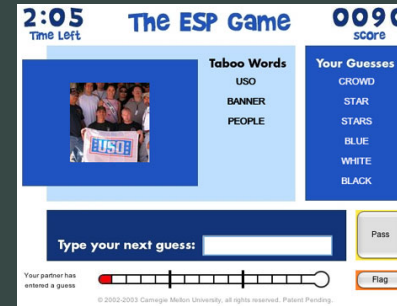 2:05
Time Left
The ESP Game
0090
score
Taboo Words
USO
BANNER
PEOPLE
Your Guesses
CROWD
STAR
STARS
BLUE
WHITE
BLACK
USO
Type your next guess:
Pass
Your partner has
entered a guess
Flag
© 2002-2003 Carnegie Mellon University, all rights reserved. Patent Pending.